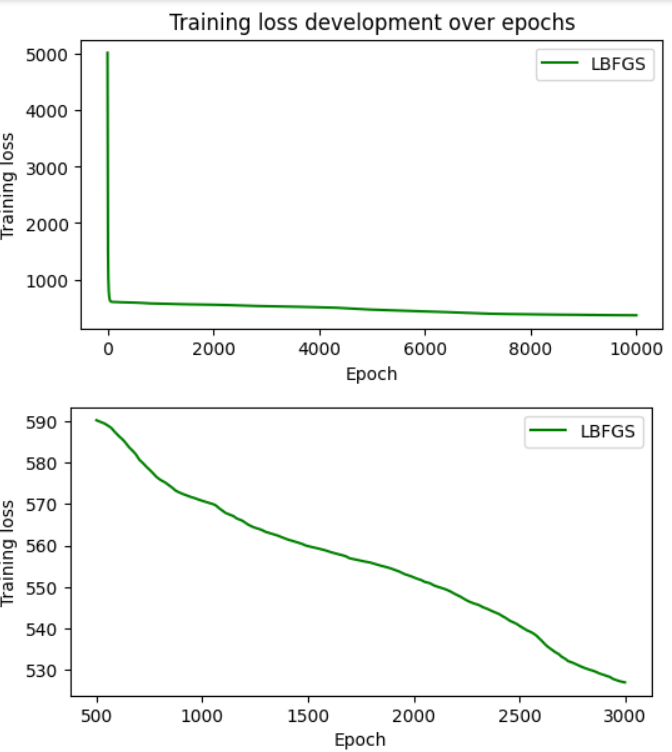 Training loss development over epochs
5000
4000
3000
2000
1000
Training loss
LBFGS
0 2000 4000 6000 8000 10000
Epoch
590
580
570
560
550
540
530
Training loss
LBFGS
500 1000 1500 2000 2500 3000
Epoch